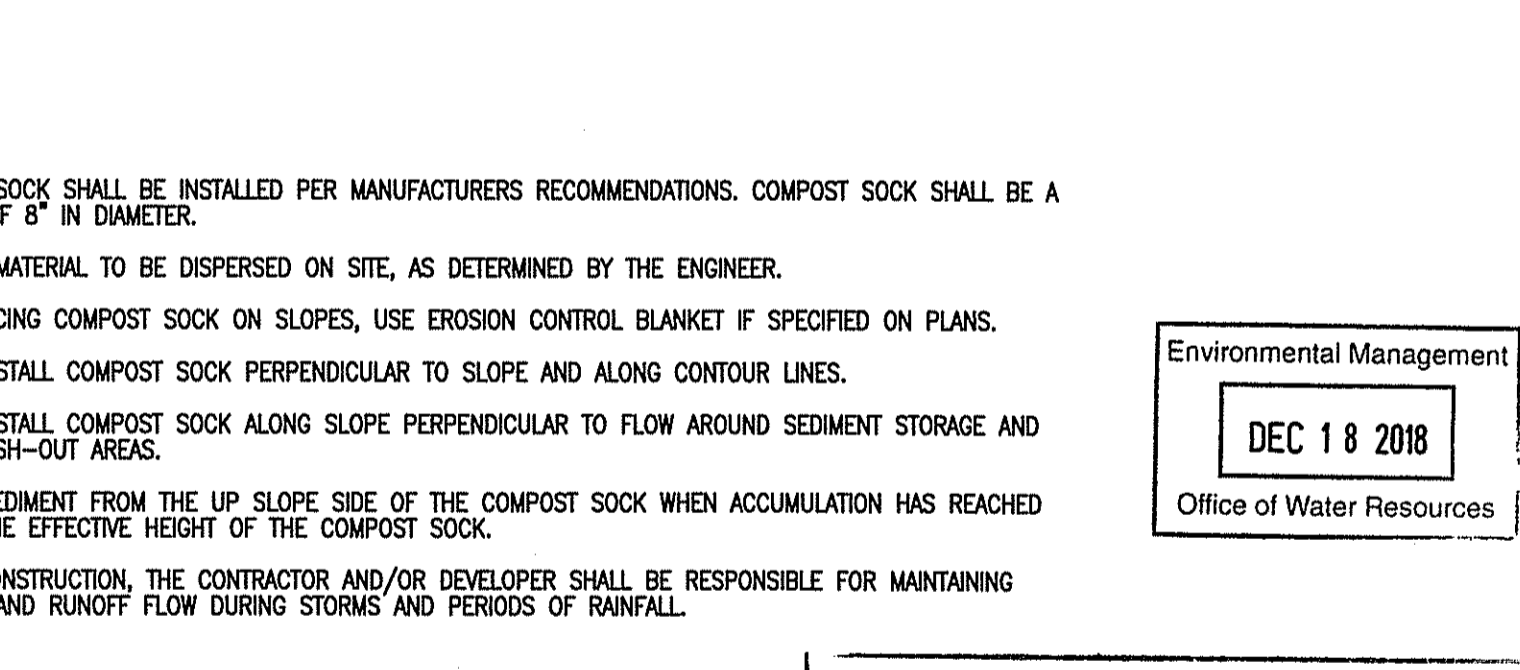 SOCK SHALL BE INSTALLED PER MANUFACTURERS RECOMMENDATIONS. COMPOST SOCK SHALL BE A
F 8" IN DIAMETER.
MATERIAL TO BE DISPERSED ON SITE, AS DETERMINED BY THE ENGINEER.
CING COMPOST SOCK ON SLOPES, USE EROSION CONTROL BLANKET IF SPECIFIED ON PLANS.
STALL COMPOST SOCK PERPENDICULAR TO SLOPE AND ALONG CONTOUR LINES.
STALL COMPOST SOCK ALONG SLOPE PERPENDICULAR TO FLOW AROUND SEDIMENT STORAGE AND
SH-OUT AREAS.
EDIMENT FROM THE UP SLOPE SIDE OF THE COMPOST SOCK WHEN ACCUMULATION HAS REACHED
HE EFFECTIVE HEIGHT OF THE COMPOST SOCK.
ONSTRUCTION, THE CONTRACTOR AND/OR DEVELOPER SHALL BE RESPONSIBLE FOR MAINTAINING
AND RUNOFF FLOW DURING STORMS AND PERIODS OF RAINFALL.
Environmental Management
DEC 18 2018
Office of Water Resources